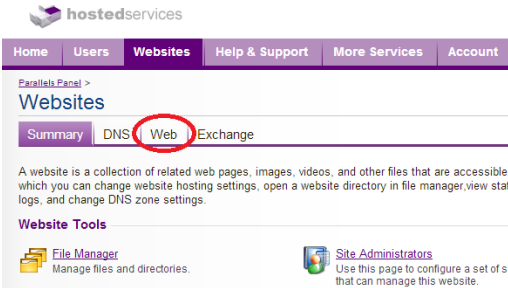 hostedservices
Home Users Websites Help & Support More Services Account
Parallels Panel >
Websites
Summary DNS Web Exchange
A website is a collection of related web pages, images, videos, and other files that are accessible
which you can change website hosting settings, open a website directory in file manager,view
logs, and change DNS zone settings.
Website Tools
File Manager
Manage files and directories.
Site Administrators
Use this page to configure a set of
that can manage this website.